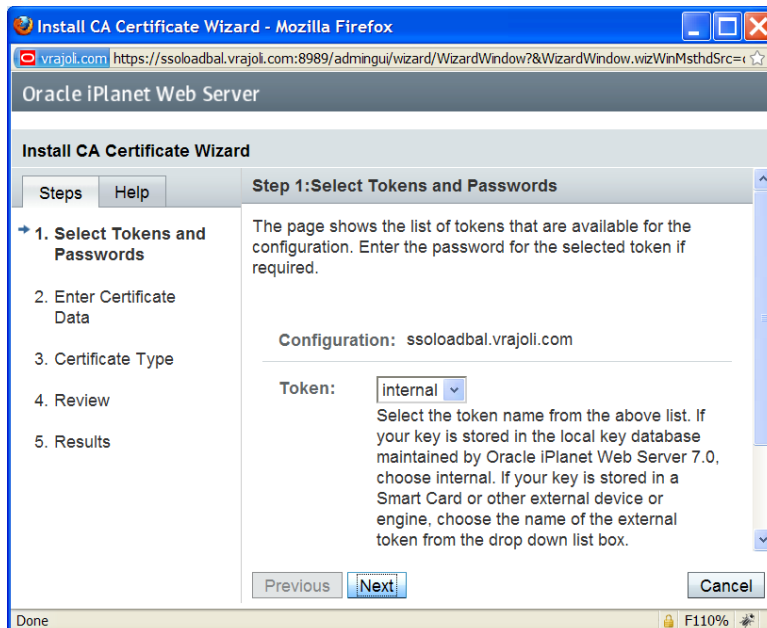 Install CA Certificate Wizard - Mozilla Firefox
vrajoli.com https://ssoloadbal.vrajoli.com:8989/admingui/wizard/WizardWindow?&WizardWindow.wizWinMsthdSrc=
Oracle iPlanet Web Server
Install CA Certificate Wizard
Steps Help
1. Select Tokens and
Passwords
2. Enter Certificate
Data
3. Certificate Type
4. Review
5. Results
Step 1:Select Tokens and Passwords
The page shows the list of tokens that are available for the
configuration. Enter the password for the selected token if
required.
Configuration: ssoloadbal.vrajoli.com
Token: internal
Select the token name from the above list. If
your key is stored in the local key database
maintained by Oracle iPlanet Web Server 7.0,
choose internal. If your key is stored in a
Smart Card or other external device or
engine, choose the name of the external
token from the drop down list box.
Previous Next Cancel
Done F110%